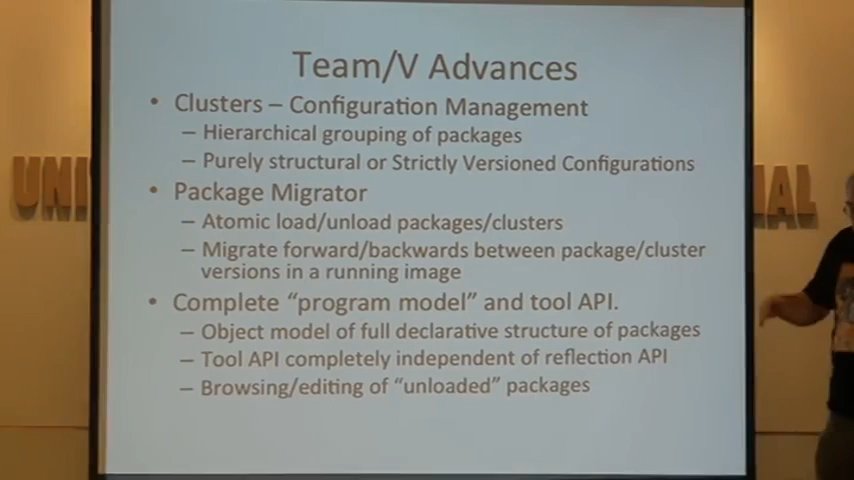 Team/V Advances
• Clusters – Configuration Management
– Hierarchical grouping of packages
– Purely structural or Strictly Versioned Configurations
• Package Migrator
– Atomic load/unload packages/clusters
– Migrate forward/backwards between package/cluster
versions in a running image
• Complete “program model” and tool API.
– Object model of full declarative structure of packages
– Tool API completely independent of reflection API
– Browsing/editing of “unloaded” packages
UNI
AL